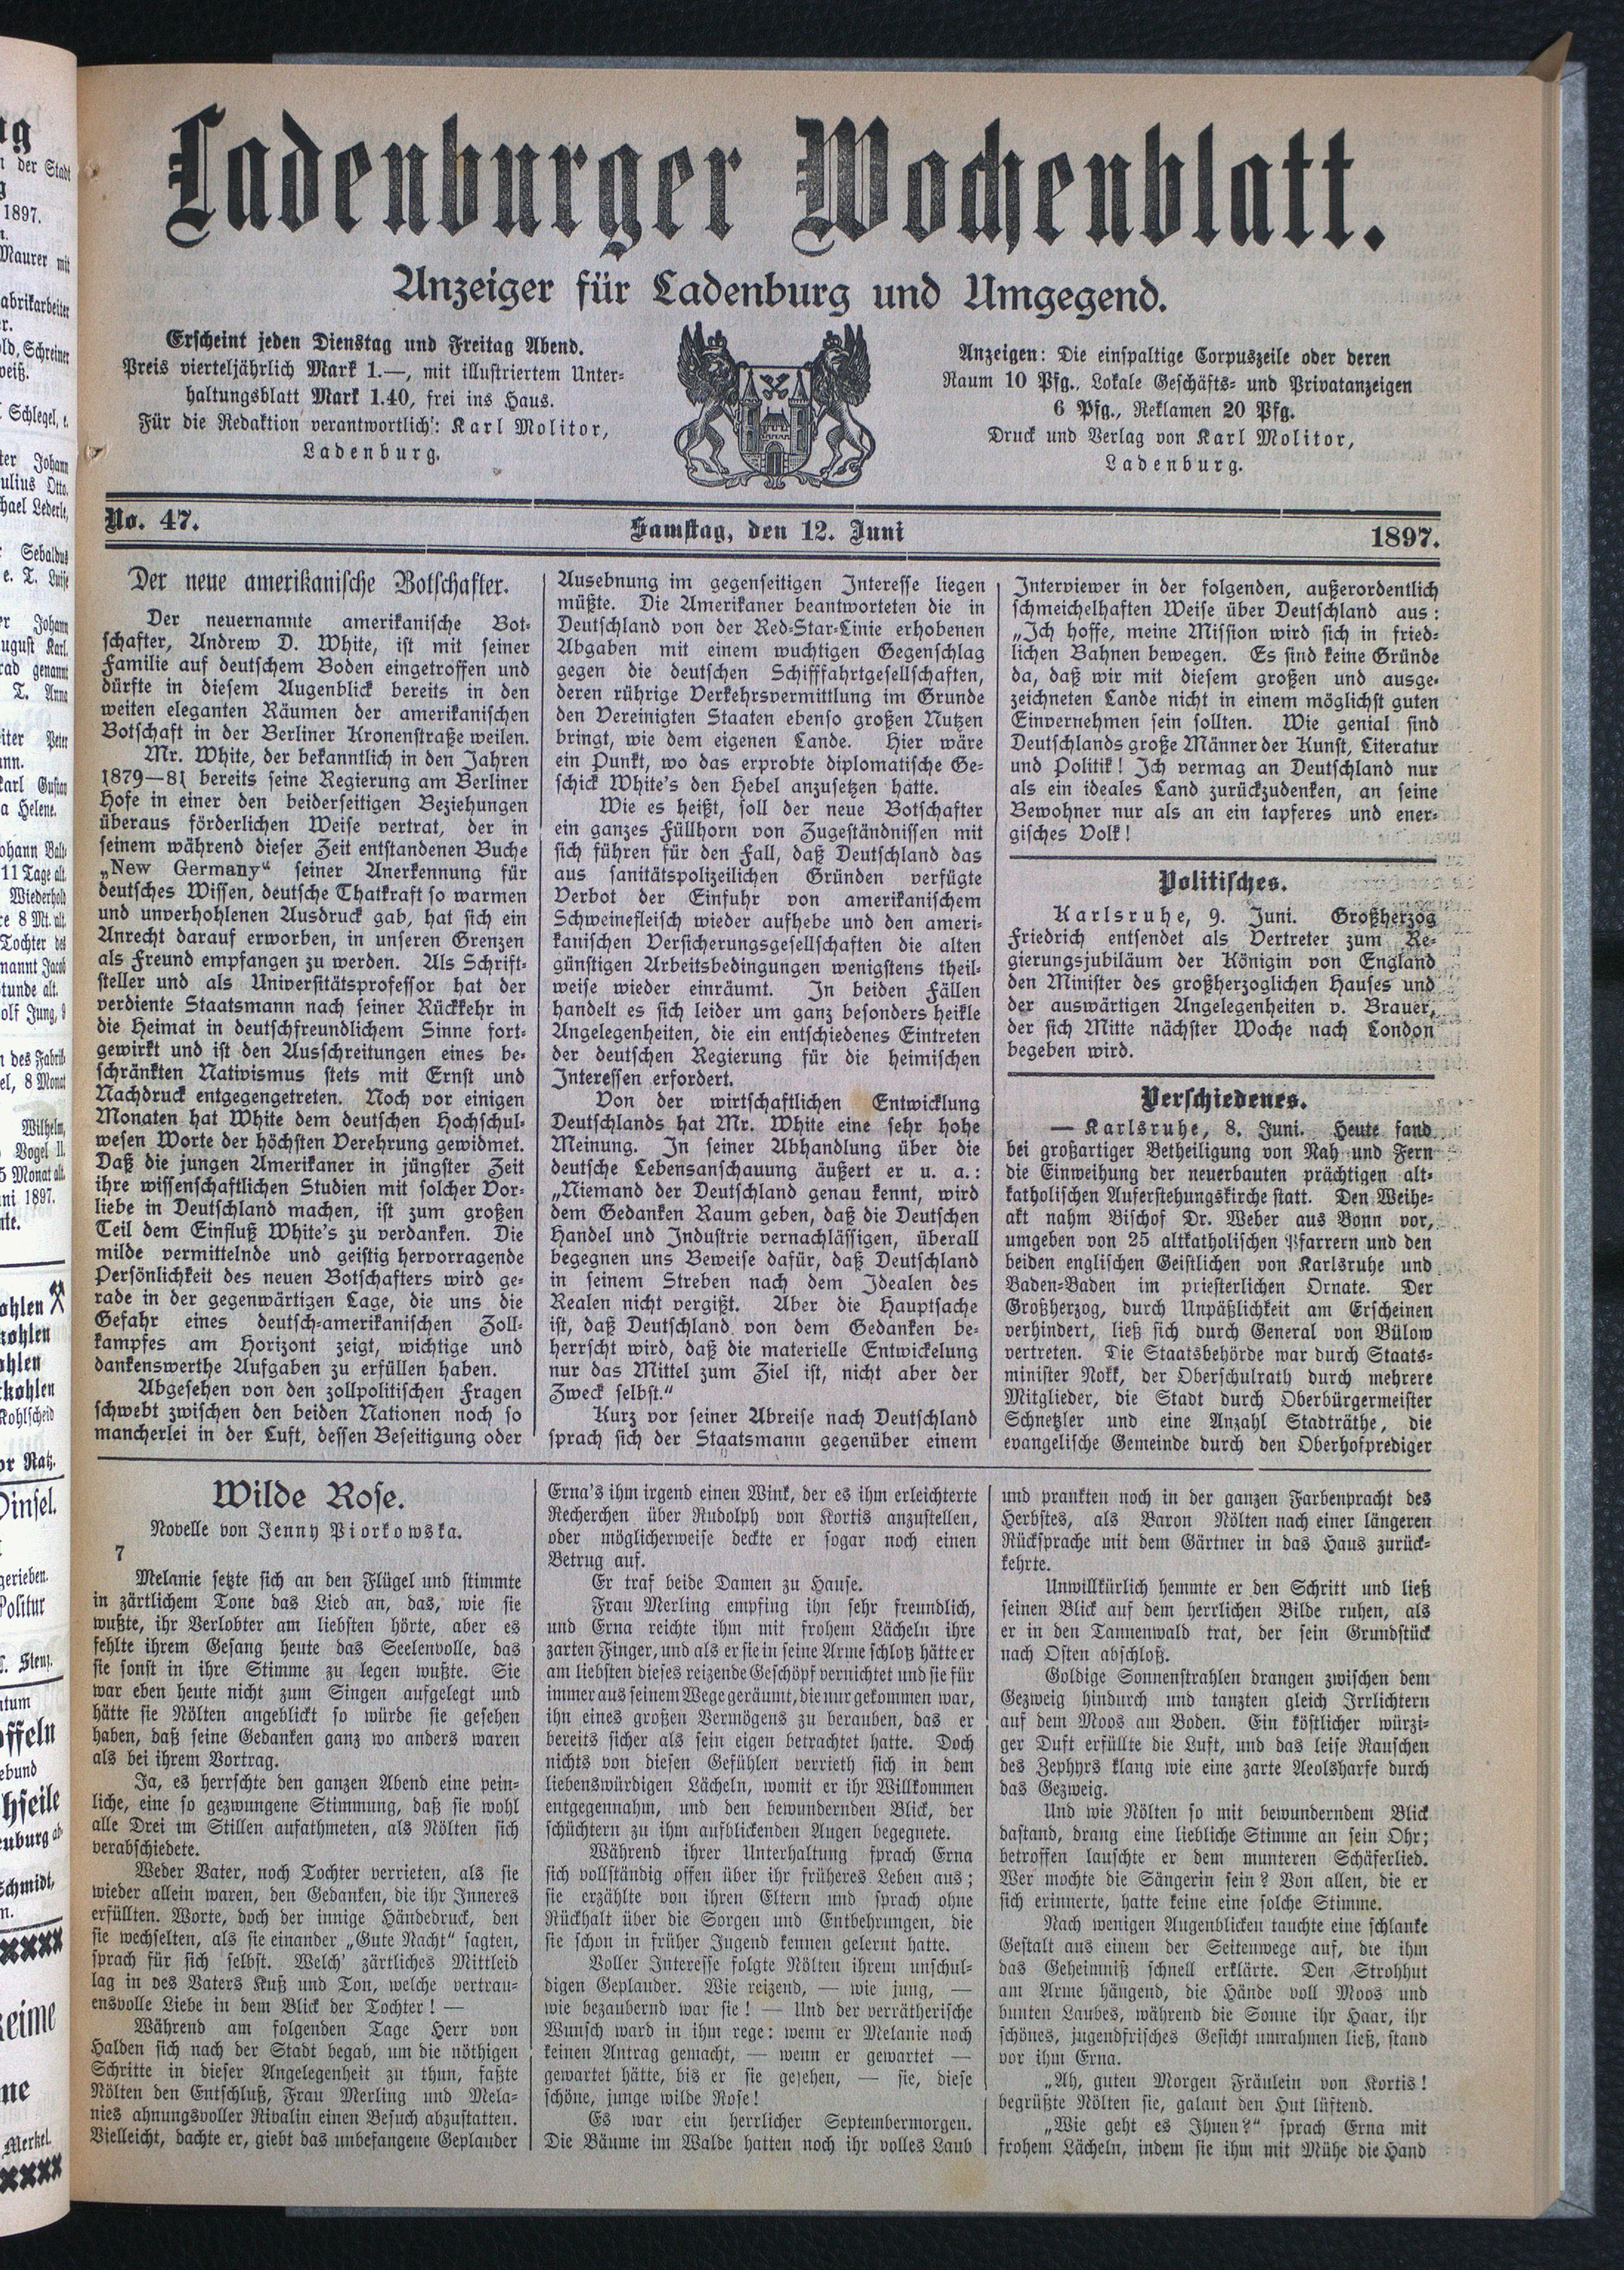 Ladenburger Wochenblatt.
Anzeiger für Ladenburg und Umgegend.
Erscheint jeden Dienstag und Freitag Abend.
Preis vierteljährlich Mark 1.—, mit illustriertem Unter-
haltungsblatt Mark 1.40, frei ins Haus.
Für die Redaktion verantwortlich: Karl Molitor,
Ladenburg.
Anzeigen: Die einspaltige Corpuszeile oder deren
Raum 10 Pfg., Lokale Geschäfts- und Privatanzeigen
6 Pfg., Reklamen 20 Pfg.
Druck und Verlag von Karl Molitor,
Ladenburg.
No. 47.
Samstag, den 12. Juni
1897.
Der neue amerikanische Botschafter.
Der neuernannte amerikanische Bot-
schafter, Andrew D. White, ist mit seiner
Familie auf deutschem Boden eingetroffen und
dürfte in diesem Augenblick bereits in den
weiten eleganten Räumen der amerikanischen
Botschaft in der Berliner Kronenstraße weilen.
Mr. White, der bekanntlich in den Jahren
1879—81 bereits seine Regierung am Berliner
Hofe in einer den beiderseitigen Beziehungen
überaus förderlichen Weise vertrat, der in
seinem während dieser Zeit entstandenen Buche
„New Germany“ seiner Anerkennung für
deutsches Wissen, deutsche Thatkraft so warmen
und unverhohlenen Ausdruck gab, hat sich ein
Anrecht darauf erworben, in unseren Grenzen
als Freund empfangen zu werden. Als Schrift-
steller und als Universitätsprofessor hat der
verdiente Staatsmann nach seiner Rückkehr in
die Heimat in deutschfreundlichem Sinne fort-
gewirkt und ist den Ausschreitungen eines be-
schränkten Nativismus stets mit Ernst und
Nachdruck entgegengetreten. Noch vor einigen
Monaten hat White dem deutschen Hochschul-
wesen Worte der höchsten Verehrung gewidmet.
Daß die jungen Amerikaner in jüngster Zeit
ihre wissenschaftlichen Studien mit solcher Vor-
liebe in Deutschland machen, ist zum großen
Teil dem Einfluß White's zu verdanken. Die
milde vermittelnde und geistig hervorragende
Persönlichkeit des neuen Botschafters wird ge-
rade in der gegenwärtigen Lage, die uns die
Gefahr eines deutsch-amerikanischen Zoll-
kampfes am Horizont zeigt, wichtige und
dankenswerthe Aufgaben zu erfüllen haben.
Abgesehen von den zollpolitischen Fragen
schwebt zwischen den beiden Nationen noch so
mancherlei in der Luft, dessen Beseitigung oder
Ausebnung im gegenseitigen Interesse liegen
müßte. Die Amerikaner beantworteten die in
Deutschland von der Red-Star-Linie erhobenen
Abgaben mit einem wuchtigen Gegenschlag
gegen die deutschen Schifffahrtgesellschaften,
deren rührige Verkehrsvermittlung im Grunde
den Vereinigten Staaten ebenso großen Nutzen
bringt, wie dem eigenen Lande. Hier wäre
ein Punkt, wo das erprobte diplomatische Ge-
schick White's den Hebel anzusetzen hätte.
Wie es heißt, soll der neue Botschafter
ein ganzes Füllhorn von Zugeständnissen mit
sich führen für den Fall, daß Deutschland das
aus sanitätspolizeilichen Gründen verfügte
Verbot der Einfuhr von amerikanischem
Schweinefleisch wieder aufhebe und den ameri-
kanischen Versicherungsgesellschaften die alten
günstigen Arbeitsbedingungen wenigstens theil-
weise wieder einräumt. In beiden Fällen
handelt es sich leider um ganz besonders heikle
Angelegenheiten, die ein entschiedenes Eintreten
der deutschen Regierung für die heimischen
Interessen erfordert.
Von der wirtschaftlichen Entwicklung
Deutschlands hat Mr. White eine sehr hohe
Meinung. In seiner Abhandlung über die
deutsche Lebensanschauung äußert er u. a.:
„Niemand der Deutschland genau kennt, wird
dem Gedanken Raum geben, daß die Deutschen
Handel und Industrie vernachlässigen, überall
begegnen uns Beweise dafür, daß Deutschland
in seinem Streben nach dem Idealen des
Realen nicht vergißt. Aber die Hauptsache
ist, daß Deutschland von dem Gedanken be-
herrscht wird, daß die materielle Entwickelung
nur das Mittel zum Ziel ist, nicht aber der
Zweck selbst.“
Kurz vor seiner Abreise nach Deutschland
sprach sich der Staatsmann gegenüber einem
Interviewer in der folgenden, außerordentlich
schmeichelhaften Weise über Deutschland aus:
„Ich hoffe, meine Mission wird sich in fried-
lichen Bahnen bewegen. Es sind keine Gründe
da, daß wir mit diesem großen und ausge-
zeichneten Lande nicht in einem möglichst guten
Einvernehmen sein sollten. Wie genial sind
Deutschlands große Männer der Kunst, Literatur
und Politik! Ich vermag an Deutschland nur
als ein ideales Land zurückzudenken, an seine
Bewohner nur als an ein tapferes und ener-
gisches Volk!
Politisches.
Karlsruhe, 9. Juni. Großherzog
Friedrich entsendet als Vertreter zum Re-
gierungsjubiläum der Königin von England
den Minister des großherzoglichen Hauses und
der auswärtigen Angelegenheiten v. Brauer,
der sich Mitte nächster Woche nach London
begeben wird.
Verschiedenes.
— Karlsruhe, 8. Juni. Heute fand
bei großartiger Betheiligung von Nah und Fern
die Einweihung der neuerbauten prächtigen alt-
katholischen Auferstehungskirche statt. Den Weihe-
akt nahm Bischof Dr. Weber aus Bonn vor,
umgeben von 25 altkatholischen Pfarrern und den
beiden englischen Geistlichen von Karlsruhe und
Baden-Baden im priesterlichen Ornate. Der
Großherzog, durch Unpäßlichkeit am Erscheinen
verhindert, ließ sich durch General von Bülow
vertreten. Die Staatsbehörde war durch Staats-
minister Nokk, der Oberschulrath durch mehrere
Mitglieder, die Stadt durch Oberbürgermeister
Schnetzler und eine Anzahl Stadträthe, die
evangelische Gemeinde durch den Oberhofprediger
Wilde Rose.
Novelle von Jenny Piorkowska.
7
Melanie setzte sich an den Flügel und stimmte
in zärtlichem Tone das Lied an, das, wie sie
wußte, ihr Verlobter am liebsten hörte, aber es
fehlte ihrem Gesang heute das Seelenvolle, das
sie sonst in ihre Stimme zu legen wußte. Sie
war eben heute nicht zum Singen aufgelegt und
hätte sie Nölten angeblickt so würde sie gesehen
haben, daß seine Gedanken ganz wo anders waren
als bei ihrem Vortrag.
Ja, es herrschte den ganzen Abend eine pein-
liche, eine so gezwungene Stimmung, daß sie wohl
alle Drei im Stillen aufathmeten, als Nölten sich
verabschiedete.
Weder Vater, noch Tochter verrieten, als sie
wieder allein waren, den Gedanken, die ihr Inneres
erfüllten. Worte, doch der innige Händedruck, den
sie wechselten, als sie einander „Gute Nacht“ sagten,
sprach für sich selbst. Welch' zärtliches Mittleid
lag in des Vaters Kuß und Ton, welche vertrau-
ensvolle Liebe in dem Blick der Tochter! —
Während am folgenden Tage Herr von
Halden sich nach der Stadt begab, um die nöthigen
Schritte in dieser Angelegenheit zu thun, faßte
Nölten den Entschluß, Frau Merling und Mela-
nies ahnungsvoller Rivalin einen Besuch abzustatten.
Vielleicht, dachte er, giebt das unbefangene Geplauder
Erna's ihm irgend einen Wink, der es ihm erleichterte
Recherchen über Rudolph von Kortis anzustellen,
oder möglicherweise deckte er sogar noch einen
Betrug auf.
Er traf beide Damen zu Hause.
Frau Merling empfing ihn sehr freundlich,
und Erna reichte ihm mit frohem Lächeln ihre
zarten Finger, und als er sie in seine Arme schloß hätte er
am liebsten dieses reizende Geschöpf vernichtet und sie für
immer aus seinem Wege geräumt, die nur gekommen war,
ihn eines großen Vermögens zu berauben, das er
bereits sicher als sein eigen betrachtet hatte. Doch
nichts von diesen Gefühlen verrieth sich in dem
liebenswürdigen Lächeln, womit er ihr Willkommen
entgegennahm, und den bewundernden Blick, der
schüchtern zu ihm aufblickenden Augen begegnete.
Während ihrer Unterhaltung sprach Erna
sich vollständig offen über ihr früheres Leben aus;
sie erzählte von ihren Eltern und sprach ohne
Rückhalt über die Sorgen und Entbehrungen, die
sie schon in früher Jugend kennen gelernt hatte.
Voller Interesse folgte Nölten ihrem unschul-
digen Geplauder. Wie reizend, — wie jung, —
wie bezaubernd war sie! — Und der verrätherische
Wunsch ward in ihm rege: wenn er Melanie noch
keinen Antrag gemacht, — wenn er gewartet —
gewartet hätte, bis er sie gesehen, — sie, diese
schöne, junge wilde Rose!
Es war ein herrlicher Septembermorgen.
Die Bäume im Walde hatten noch ihr volles Laub
und prankten noch in der ganzen Farbenpracht des
Herbstes, als Baron Nölten nach einer längeren
Rücksprache mit dem Gärtner in das Haus zurück-
kehrte.
Unwillkürlich hemmte er den Schritt und ließ
seinen Blick auf dem herrlichen Bilde ruhen, als
er in den Tannenwald trat, der sein Grundstück
nach Osten abschloß.
Goldige Sonnenstrahlen drangen zwischen dem
Gezweig hindurch und tanzten gleich Irrlichtern
auf dem Moos am Boden. Ein köstlicher würzi-
ger Duft erfüllte die Luft, und das leise Rauschen
des Zephyrs klang wie eine zarte Aeolsharfe durch
das Gezweig.
Und wie Nölten so mit bewunderndem Blick
dastand, drang eine liebliche Stimme an sein Ohr;
betroffen lauschte er dem munteren Schäferlied.
Wer mochte die Sängerin sein? Von allen, die er
sich erinnerte, hatte keine eine solche Stimme.
Nach wenigen Augenblicken tauchte eine schlanke
Gestalt aus einem der Seitenwege auf, die ihm
das Geheimniß schnell erklärte. Den Strohhut
am Arme hängend, die Hände voll Moos und
bunten Laubes, während die Sonne ihr Haar, ihr
schönes, jugendfrisches Gesicht umrahmen ließ, stand
vor ihm Erna.
„Ah, guten Morgen Fräulein von Kortis!
begrüßte Nölten sie, galant den Hut lüftend.
„Wie geht es Ihnen?“ sprach Erna mit
frohem Lächeln, indem sie ihm mit Mühe die Hand